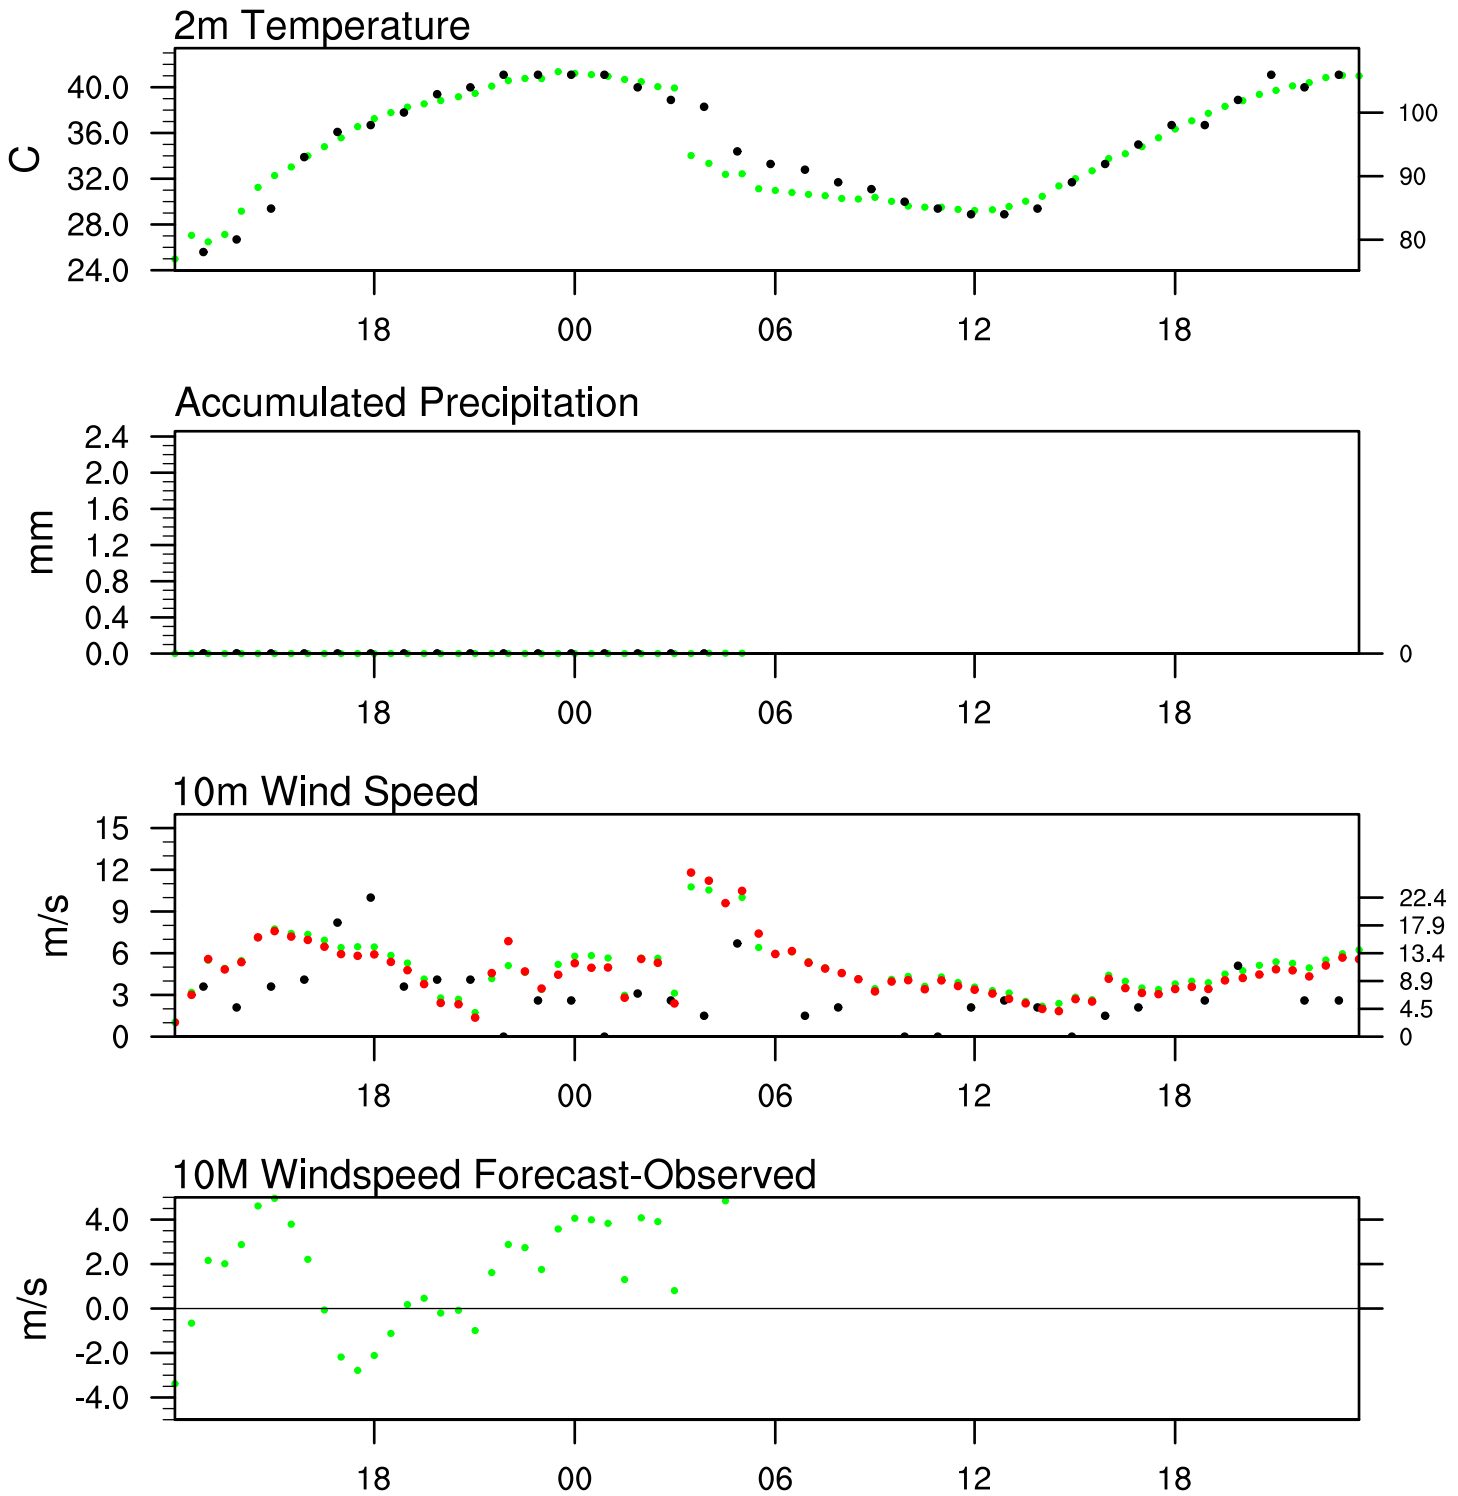 2m Temperature
C
40.0
36.0
32.0
28.0
24.0
100
90
80
18 00 06 12 18
Accumulated Precipitation
mm
2.4
2.0
1.6
1.2
0.8
0.4
0.0
0
18 00 06 12 18
10m Wind Speed
m/s
15
12
9
6
3
0
22.4
17.9
13.4
8.9
4.5
0
18 00 06 12 18
10M Windspeed Forecast-Observed
m/s
4.0
2.0
0.0
-2.0
-4.0
18 00 06 12 18